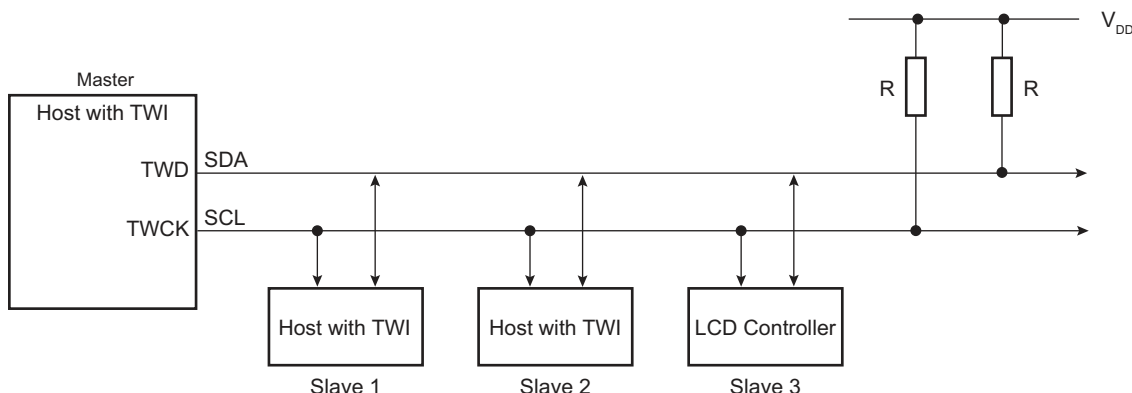 V_DD
Master
Host with TWI
R
R
TWD
SDA
TWCK
SCL
Host with TWI
Host with TWI
LCD Controller
Slave 1
Slave 2
Slave 3